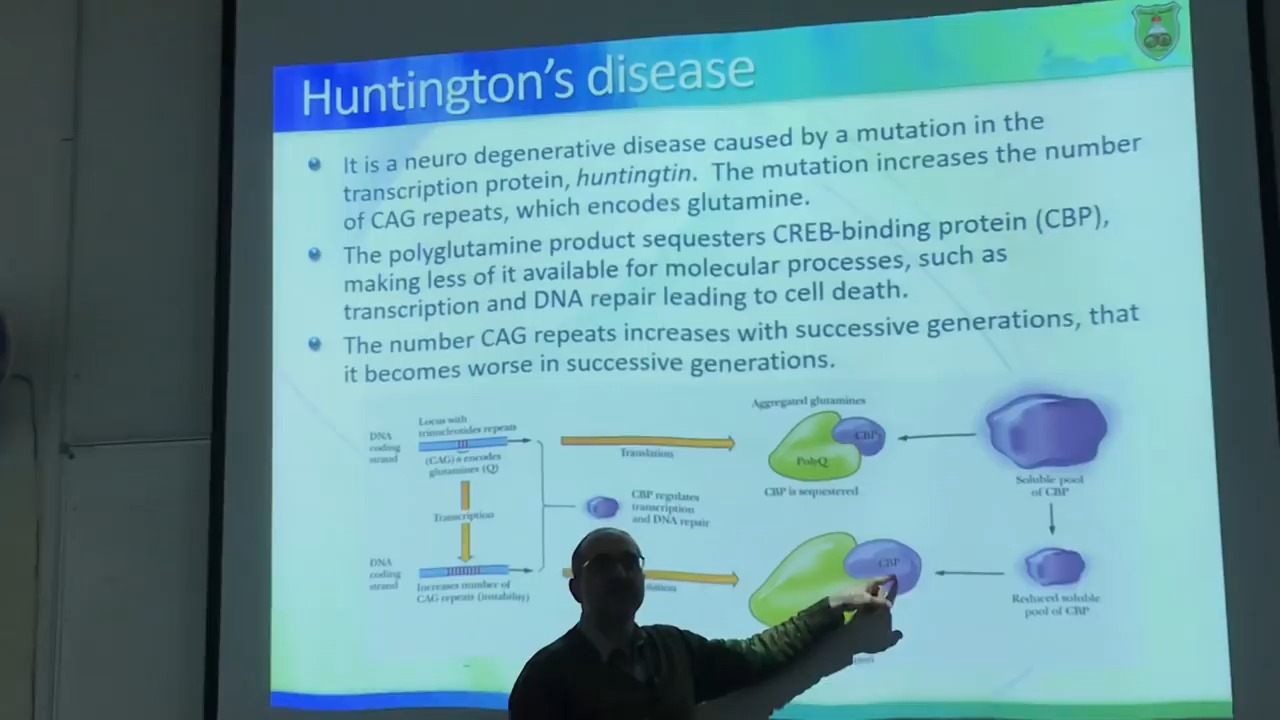 Huntington's disease
It is a neuro degenerative disease caused by a mutation in the
transcription protein, huntingtin. The mutation increases the number
of CAG repeats, which encodes glutamine.
The polyglutamine product sequesters CREB-binding protein (CBP),
making less of it available for molecular processes, such as
transcription and DNA repair leading to cell death.
The number CAG repeats increases with successive generations, that
it becomes worse in successive generations.
DNA
coding
strand
Locus with
trinucleotides repeats
(CAG)n encodes
glutamines (Q)
Transcription
DNA
coding
strand
Increases number of
CAG repeats (instability)
Translation
CBP regulates
transcription
and DNA repair
Aggregated glutamines
CBP
PolyQ
CBP is sequestered
CBP
Soluble pool
of CBP
Reduced soluble
pool of CBP